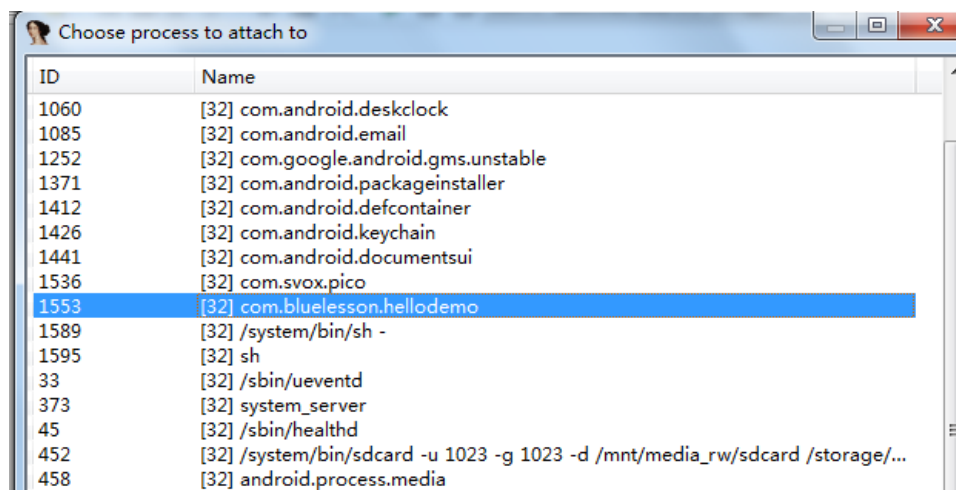 Choose process to attach to
ID Name
1060 [32] com.android.deskclock
1085 [32] com.android.email
1252 [32] com.google.android.gms.unstable
1371 [32] com.android.packageinstaller
1412 [32] com.android.defcontainer
1426 [32] com.android.keychain
1441 [32] com.android.documentsui
1536 [32] com.svox.pico
1553 [32] com.bluelesson.hellodemo
1589 [32] /system/bin/sh -
1595 [32] sh
33 [32] /sbin/ueventd
373 [32] system_server
45 [32] /sbin/healthd
452 [32] /system/bin/sdcard -u 1023 -g 1023 -d /mnt/media_rw/sdcard /storage/...
458 [32] android.process.media